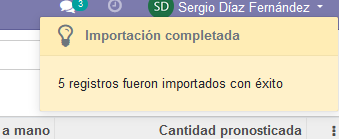 3
SD Sergio Díaz Fernández
Importación completada
5 registros fueron importados con éxito
a mano Cantidad pronosticada